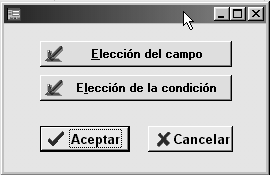 Elección del campo
Elección de la condición
Aceptar
Cancelar